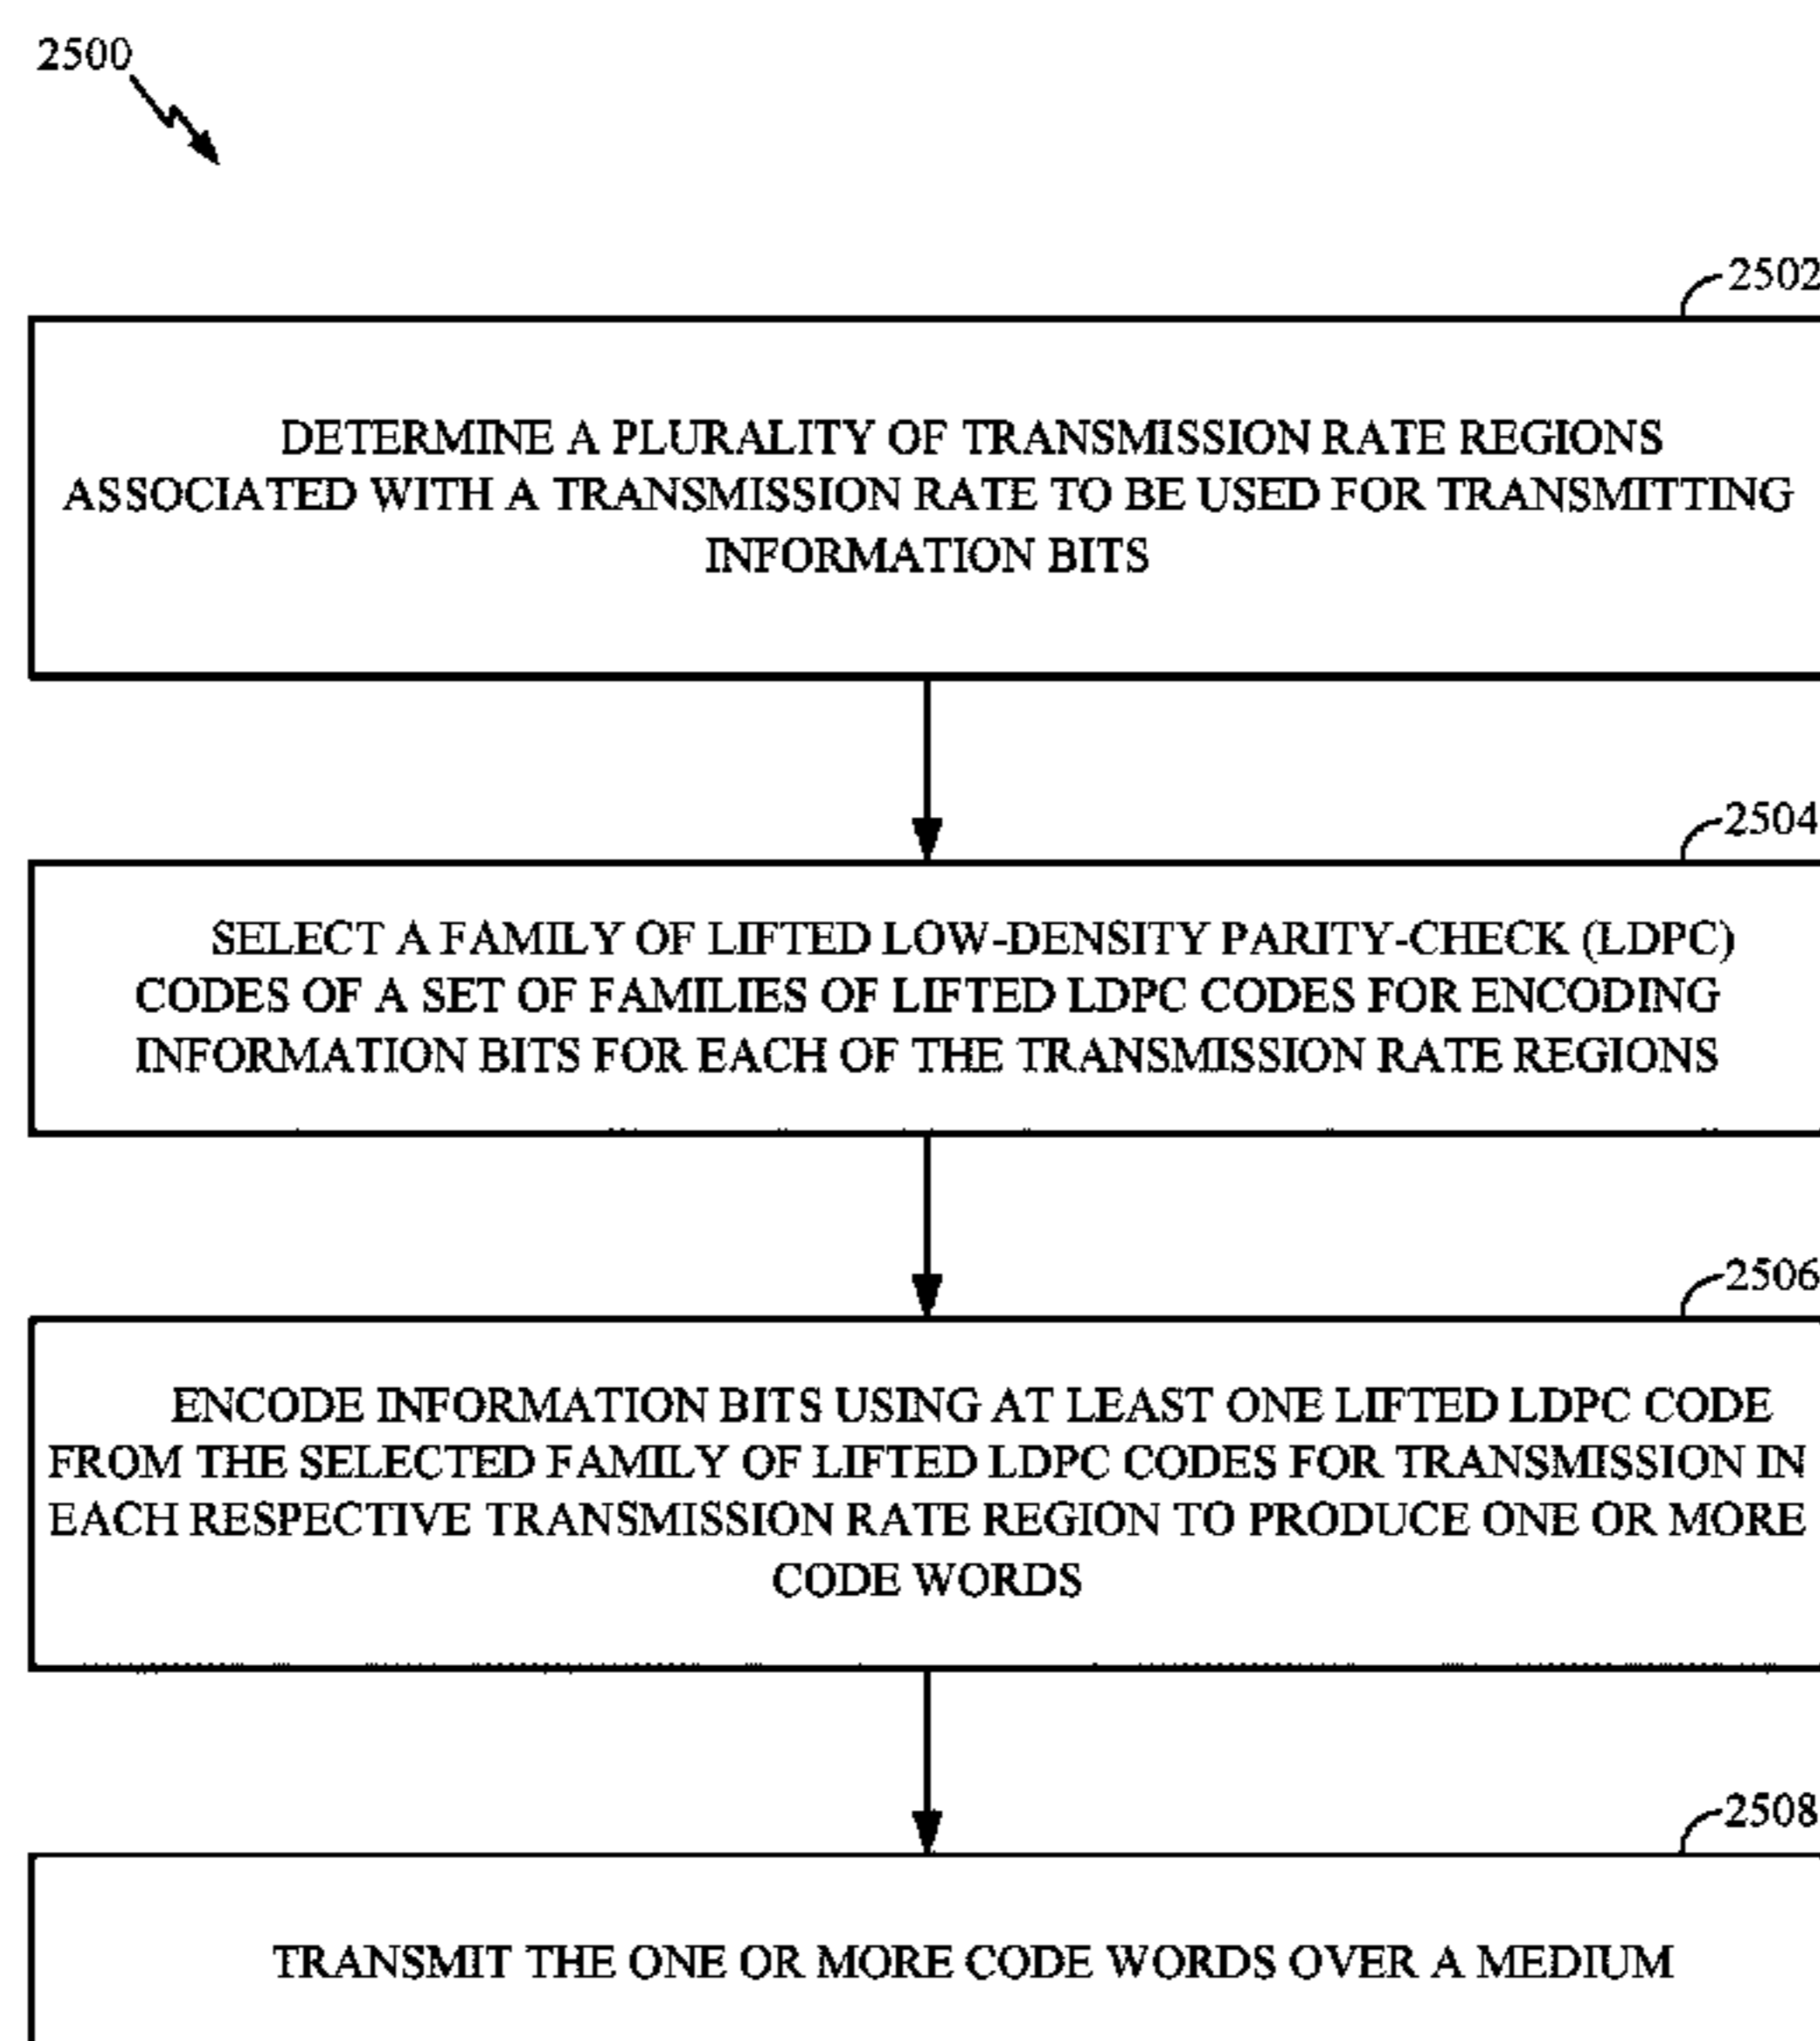 2500
2502
DETERMINE A PLURALITY OF TRANSMISSION RATE REGIONS
ASSOCIATED WITH A TRANSMISSION RATE TO BE USED FOR TRANSMITTING
INFORMATION BITS
2504
SELECT A FAMILY OF LIFTED LOW-DENSITY PARITY-CHECK (LDPC)
CODES OF A SET OF FAMILIES OF LIFTED LDPC CODES FOR ENCODING
INFORMATION BITS FOR EACH OF THE TRANSMISSION RATE REGIONS
2506
ENCODE INFORMATION BITS USING AT LEAST ONE LIFTED LDPC CODE
FROM THE SELECTED FAMILY OF LIFTED LDPC CODES FOR TRANSMISSION IN
EACH RESPECTIVE TRANSMISSION RATE REGION TO PRODUCE ONE OR MORE
CODE WORDS
2508
TRANSMIT THE ONE OR MORE CODE WORDS OVER A MEDIUM